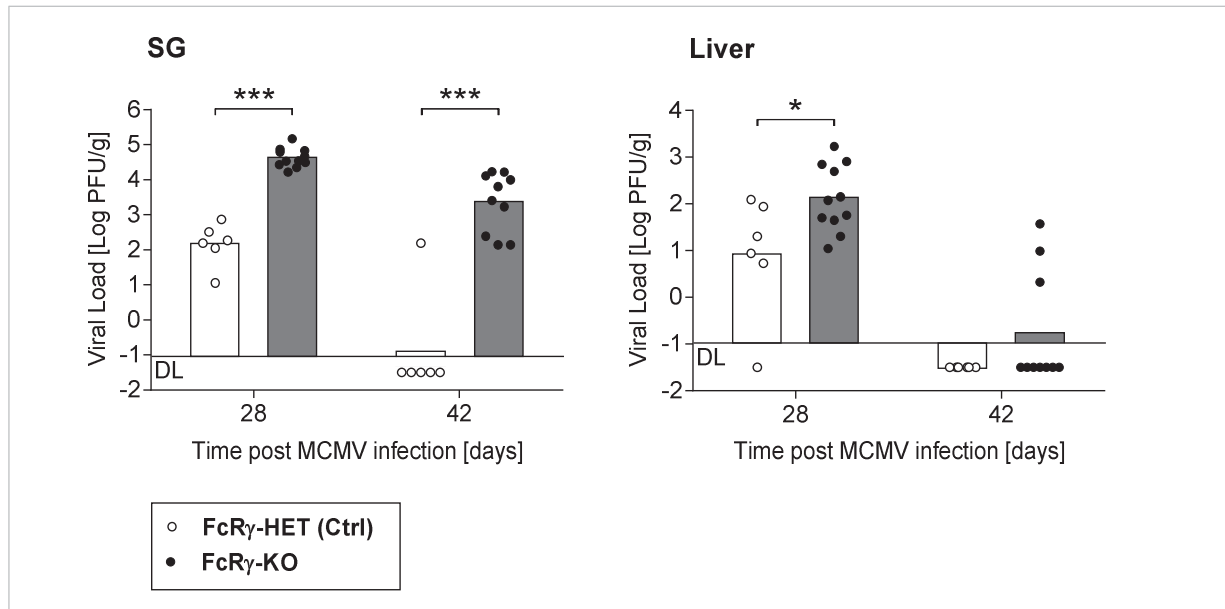 SG
***
***
6
5
4
3
2
1
0
-1
-2
Viral Load [Log PFU/g]
DL
28
42
Time post MCMV infection [days]
Liver
*
4
3
2
1
0
-1
-2
Viral Load [Log PFU/g]
DL
28
42
Time post MCMV infection [days]
FcRγ-HET (Ctrl)
FcRγ-KO